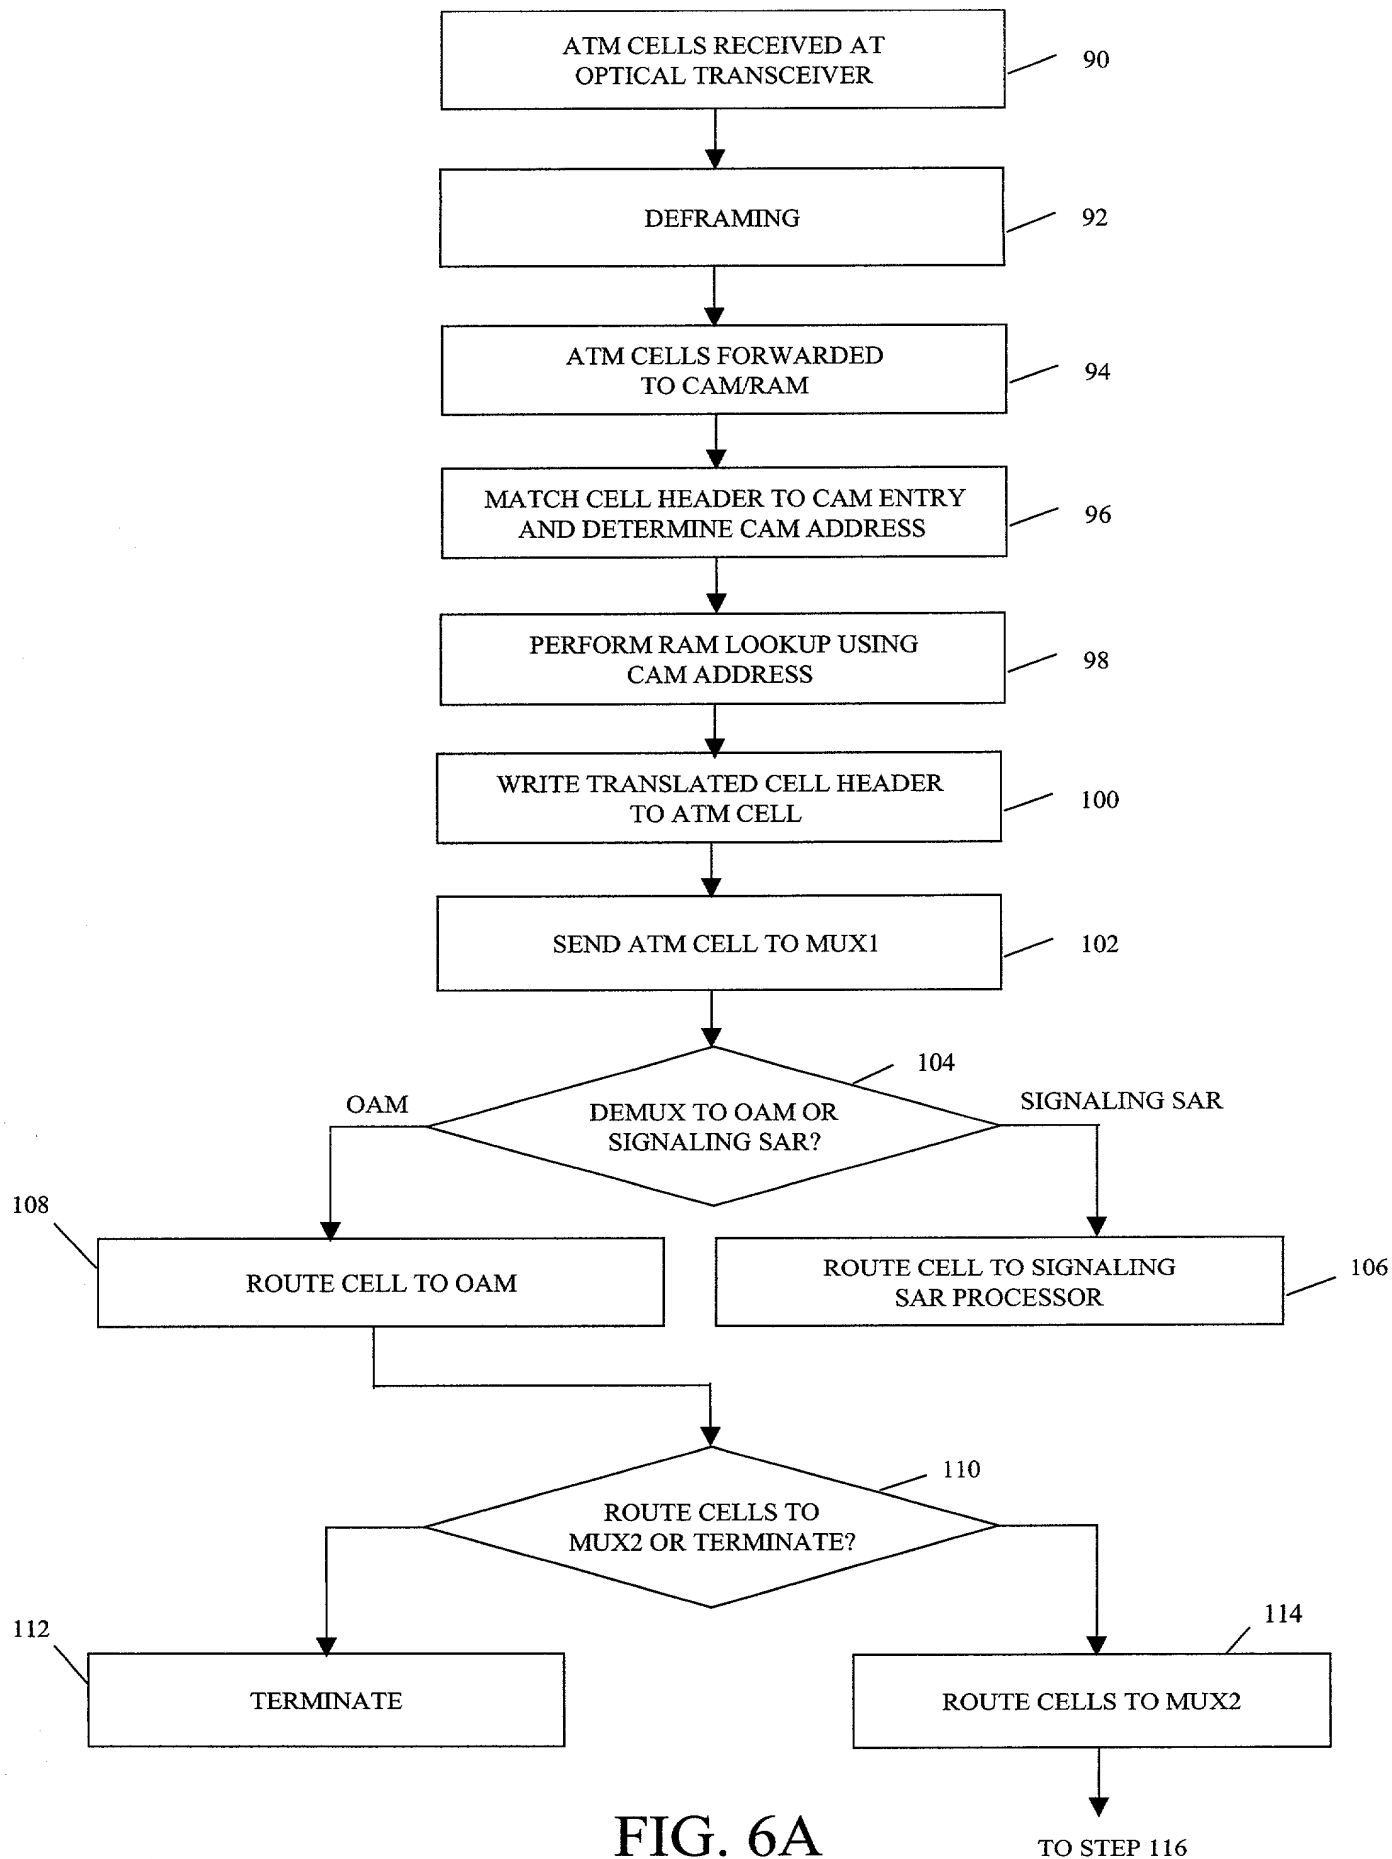 ATM CELLS RECEIVED AT
OPTICAL TRANSCEIVER
90
DEFRAMING
92
ATM CELLS FORWARDED
TO CAM/RAM
94
MATCH CELL HEADER TO CAM ENTRY
AND DETERMINE CAM ADDRESS
96
PERFORM RAM LOOKUP USING
CAM ADDRESS
98
WRITE TRANSLATED CELL HEADER
TO ATM CELL
100
SEND ATM CELL TO MUX1
102
104
OAM
DEMUX TO OAM OR
SIGNALING SAR?
SIGNALING SAR
108
ROUTE CELL TO OAM
ROUTE CELL TO SIGNALING
SAR PROCESSOR
106
110
ROUTE CELLS TO
MUX2 OR TERMINATE?
112
TERMINATE
114
ROUTE CELLS TO MUX2
TO STEP 116
FIG. 6A